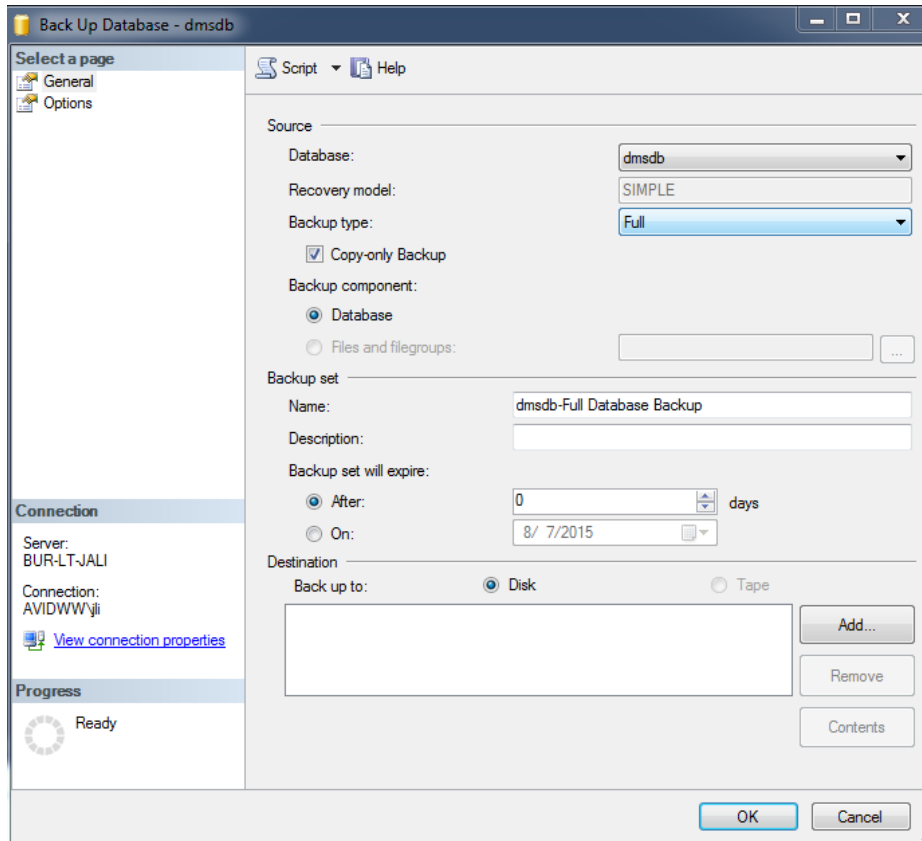 Back Up Database - dmsdb
Select a page
General
Options
Script Help
Source
Database: dmsdb
Recovery model: SIMPLE
Backup type: Full
Copy-only Backup
Backup component:
Database
Files and filegroups: ...
Backup set
Name: dmsdb-Full Database Backup
Description:
Backup set will expire:
After: 0 days
On: 8/ 7/2015
Destination
Back up to: Disk Tape
Add...
Remove
Contents
Connection
Server:
BUR-LT-JALI
Connection:
AVIDWW\jli
View connection properties
Progress
Ready
OK Cancel